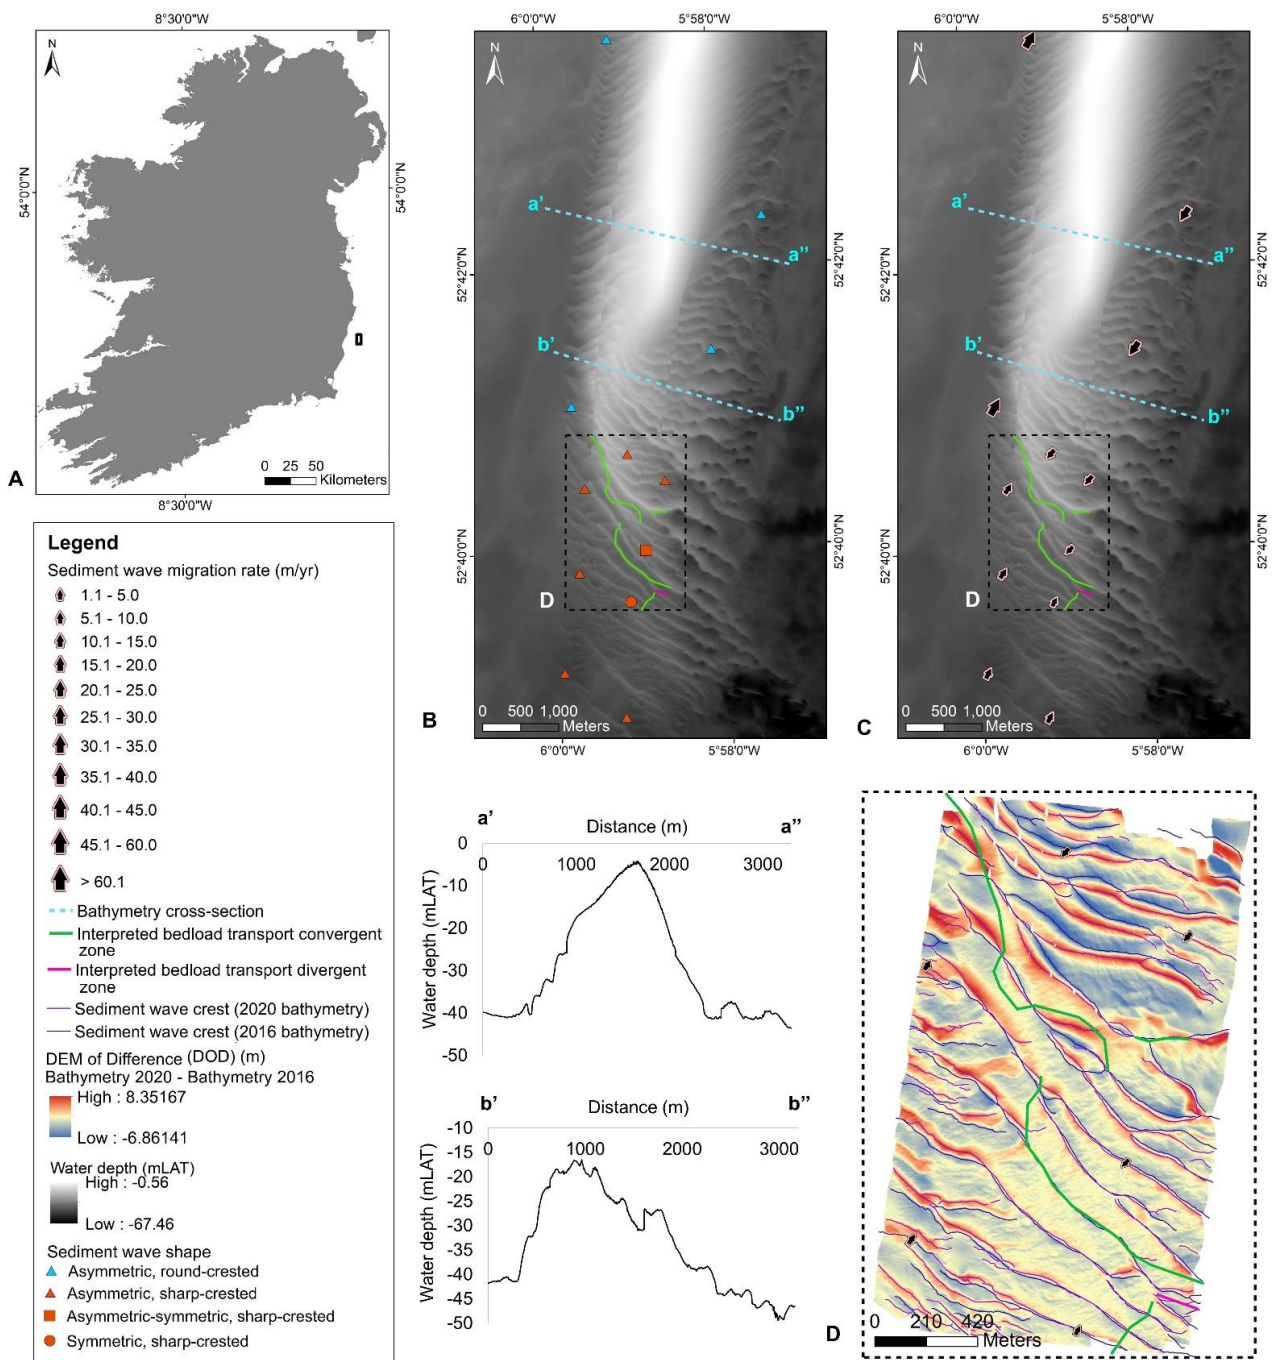 8°30'0"W
N
54°0'0"N
54°0'0"N
0 25 50
Kilometers
A
8°30'0"W
6°0'0"W
5°58'0"W
N
a’
a’’
52°42'0"N
52°42'0"N
b’
b’’
52°40'0"N
52°40'0"N
D
0 500 1,000
Meters
B
6°0'0"W
5°58'0"W
6°0'0"W
5°58'0"W
N
a’
a’’
52°42'0"N
52°42'0"N
b’
b’’
52°40'0"N
52°40'0"N
D
0 500 1,000
Meters
C
6°0'0"W
5°58'0"W
Legend
Sediment wave migration rate (m/yr)
1.1 - 5.0
5.1 - 10.0
10.1 - 15.0
15.1 - 20.0
20.1 - 25.0
25.1 - 30.0
30.1 - 35.0
35.1 - 40.0
40.1 - 45.0
45.1 - 60.0
> 60.1
Bathymetry cross-section
Interpreted bedload transport convergent
zone
Interpreted bedload transport divergent
zone
Sediment wave crest (2020 bathymetry)
Sediment wave crest (2016 bathymetry)
DEM of Difference (DOD) (m)
Bathymetry 2020 - Bathymetry 2016
High : 8.35167
Low : -6.86141
Water depth (mLAT)
High : -0.56
Low : -67.46
Sediment wave shape
Asymmetric, round-crested
Asymmetric, sharp-crested
Asymmetric-symmetric, sharp-crested
Symmetric, sharp-crested
a’
a’’
Distance (m)
0 1000 2000 3000
Water depth (mLAT)
0
-10
-20
-30
-40
-50
b’
b’’
Distance (m)
0 1000 2000 3000
Water depth (mLAT)
-10
-15
-20
-25
-30
-35
-40
-45
-50
0 210 420
Meters
D